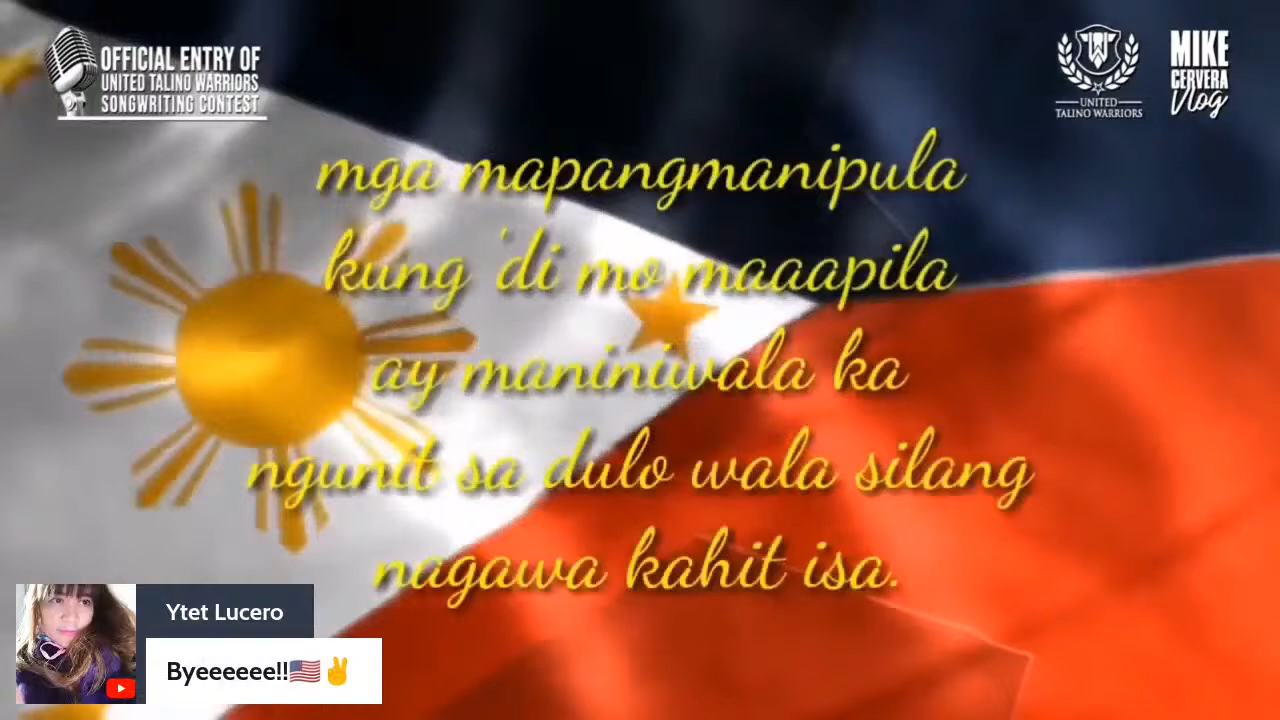 OFFICIAL ENTRY OF
UNITED TALINO WARRIORS
SONGWRITING CONTEST
UNITED
TALINO WARRIORS
MIKE
CERVERA
Vlog
mga mapangmanipula
kung 'di mo maaapila
ay maniniwala ka
ngunit sa dulo wala silang
nagawa kahit isa.
Ytet Lucero
Byeeeeee!!🇺🇸✌️